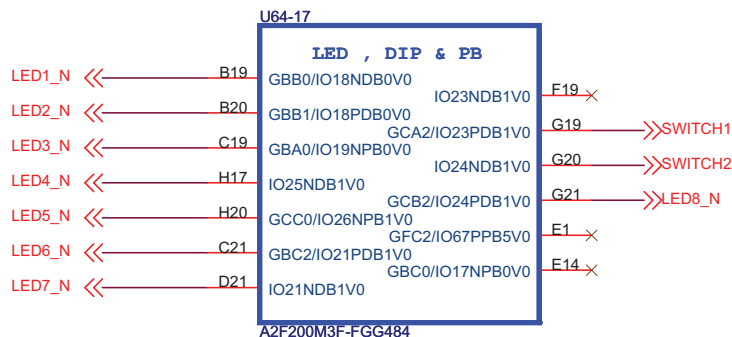 U64-17
LED , DIP & PB
LED1_N B19 GBB0/IO18NDB0V0
IO23NDB1V0 F19
LED2_N B20 GBB1/IO18PDB0V0
GCA2/IO23PDB1V0 G19 SWITCH1
LED3_N C19 GBA0/IO19NPB0V0
IO24NDB1V0 G20 SWITCH2
LED4_N H17 IO25NDB1V0
GCB2/IO24PDB1V0 G21 LED8_N
LED5_N H20 GCC0/IO26NPB1V0
GFC2/IO67PPB5V0 E1
LED6_N C21 GBC2/IO21PDB1V0
GBC0/IO17NPB0V0 E14
LED7_N D21 IO21NDB1V0
A2F200M3F-FGG484